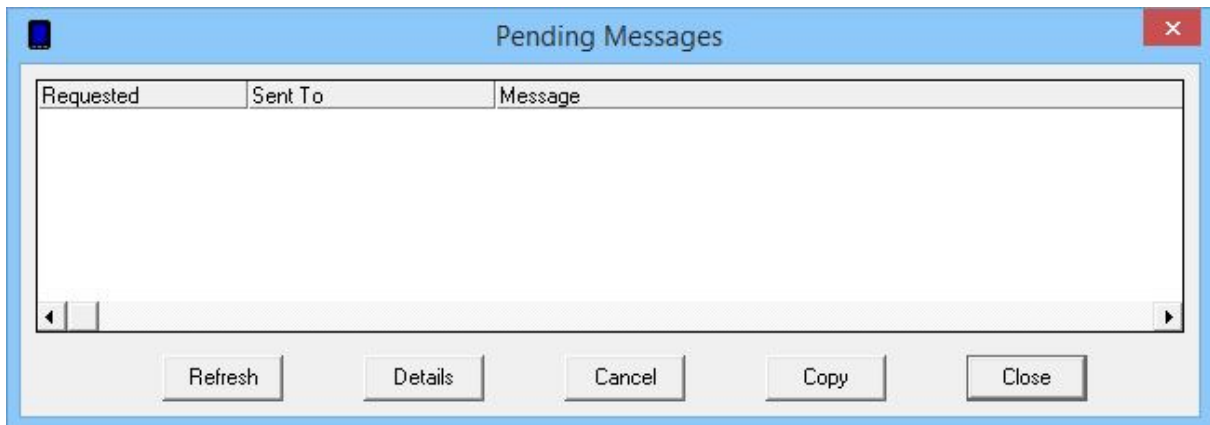 Pending Messages
Requested Sent To Message
Refresh Details Cancel Copy Close